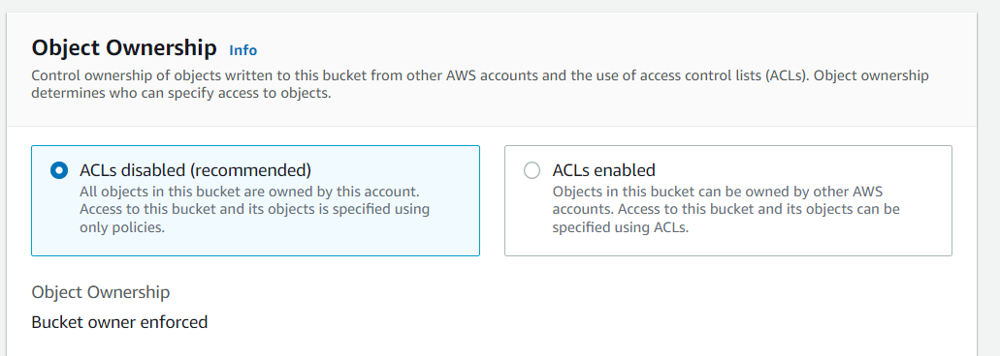 Object Ownership Info
Control ownership of objects written to this bucket from other AWS accounts and the use of access control lists (ACLs). Object ownership
determines who can specify access to objects.
ACLs disabled (recommended)
All objects in this bucket are owned by this account.
Access to this bucket and its objects is specified using
only policies.
ACLs enabled
Objects in this bucket can be owned by other AWS
accounts. Access to this bucket and its objects can be
specified using ACLs.
Object Ownership
Bucket owner enforced